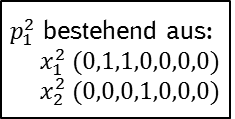 p₁² bestehend aus:
x₁² (0,1,1,0,0,0,0)
x₂² (0,0,0,1,0,0,0)